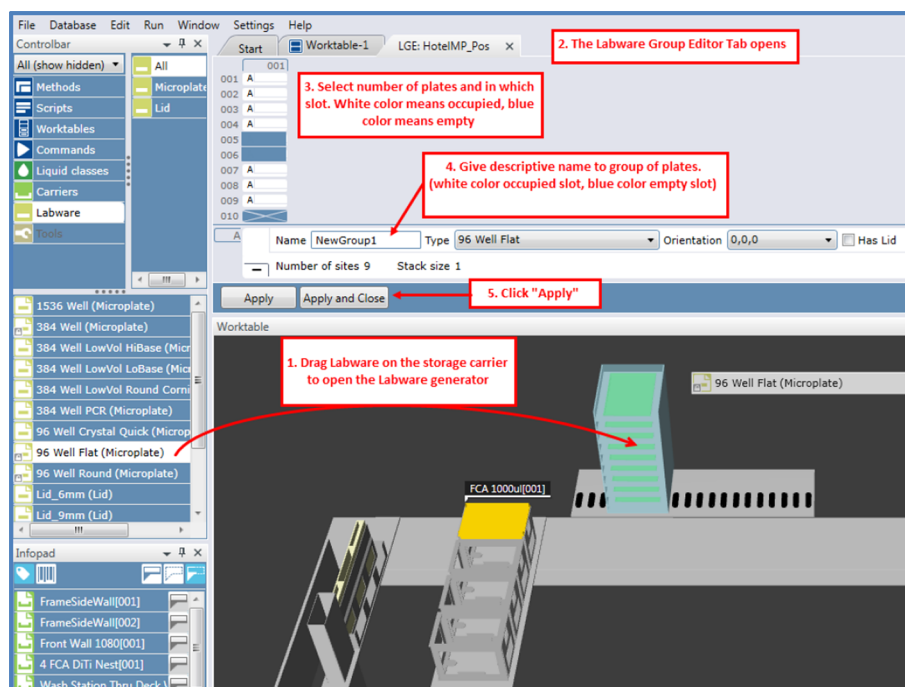 File Database Edit Run Window Settings Help
Controlbar
Start
Worktable-1
LGE: HotelMP_Pos
2. The Labware Group Editor Tab opens
All (show hidden)
All
Microplate
Lid
Methods
Scripts
Worktables
Commands
Liquid classes
Carriers
Labware
Tools
001
001 A
002 A
003 A
004 A
005
006
007 A
008 A
009 A
010
3. Select number of plates and in which
slot. White color means occupied, blue
color means empty
4. Give descriptive name to group of plates.
(white color occupied slot, blue color empty slot)
A
Name NewGroup1 Type 96 Well Flat Orientation 0,0,0 Has Lid
Number of sites 9 Stack size 1
Apply
Apply and Close
5. Click "Apply"
1536 Well (Microplate)
384 Well (Microplate)
384 Well LowVol HiBase (Micr
384 Well LowVol LoBase (Micr
384 Well LowVol Round Corni
384 Well PCR (Microplate)
96 Well Crystal Quick (Microp
96 Well Flat (Microplate)
96 Well Round (Microplate)
Lid_6mm (Lid)
Lid_9mm (Lid)
Worktable
1. Drag Labware on the storage carrier
to open the Labware generator
96 Well Flat (Microplate)
FCA 1000ul[001]
Infopad
FrameSideWall[001]
FrameSideWall[002]
Front Wall 1080[001]
4 FCA DiTi Nest[001]
Wash Station Thru Deck